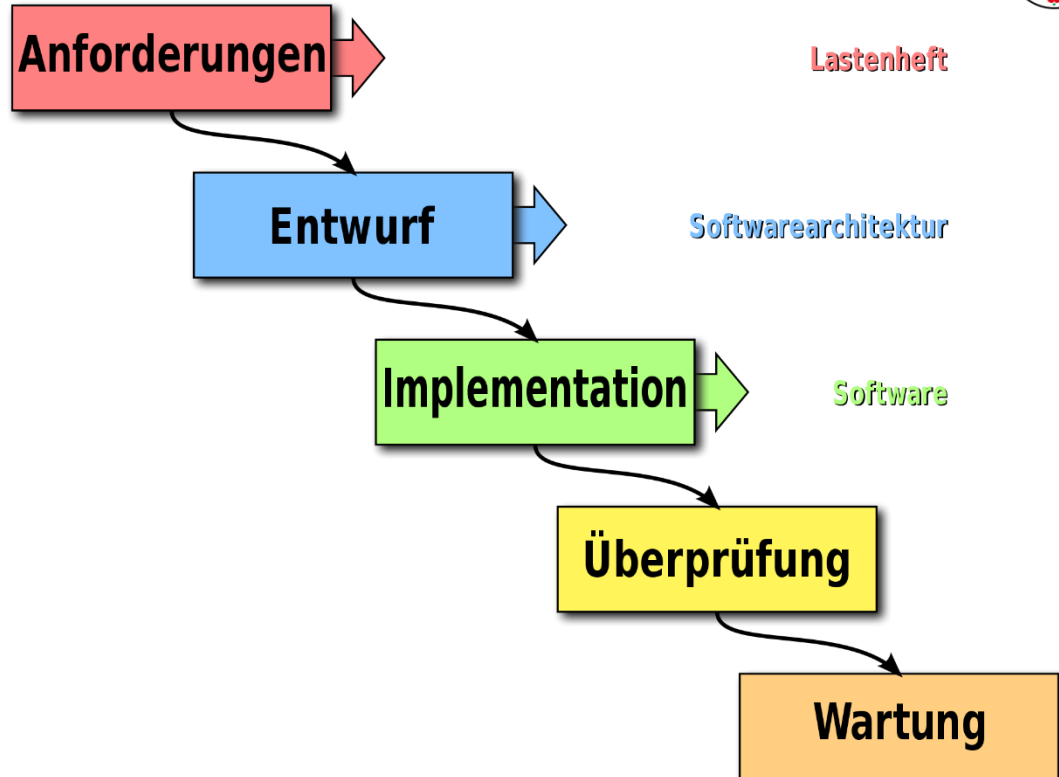 Anforderungen
Lastenheft
Entwurf
Softwarearchitektur
Implementation
Software
Überprüfung
Wartung